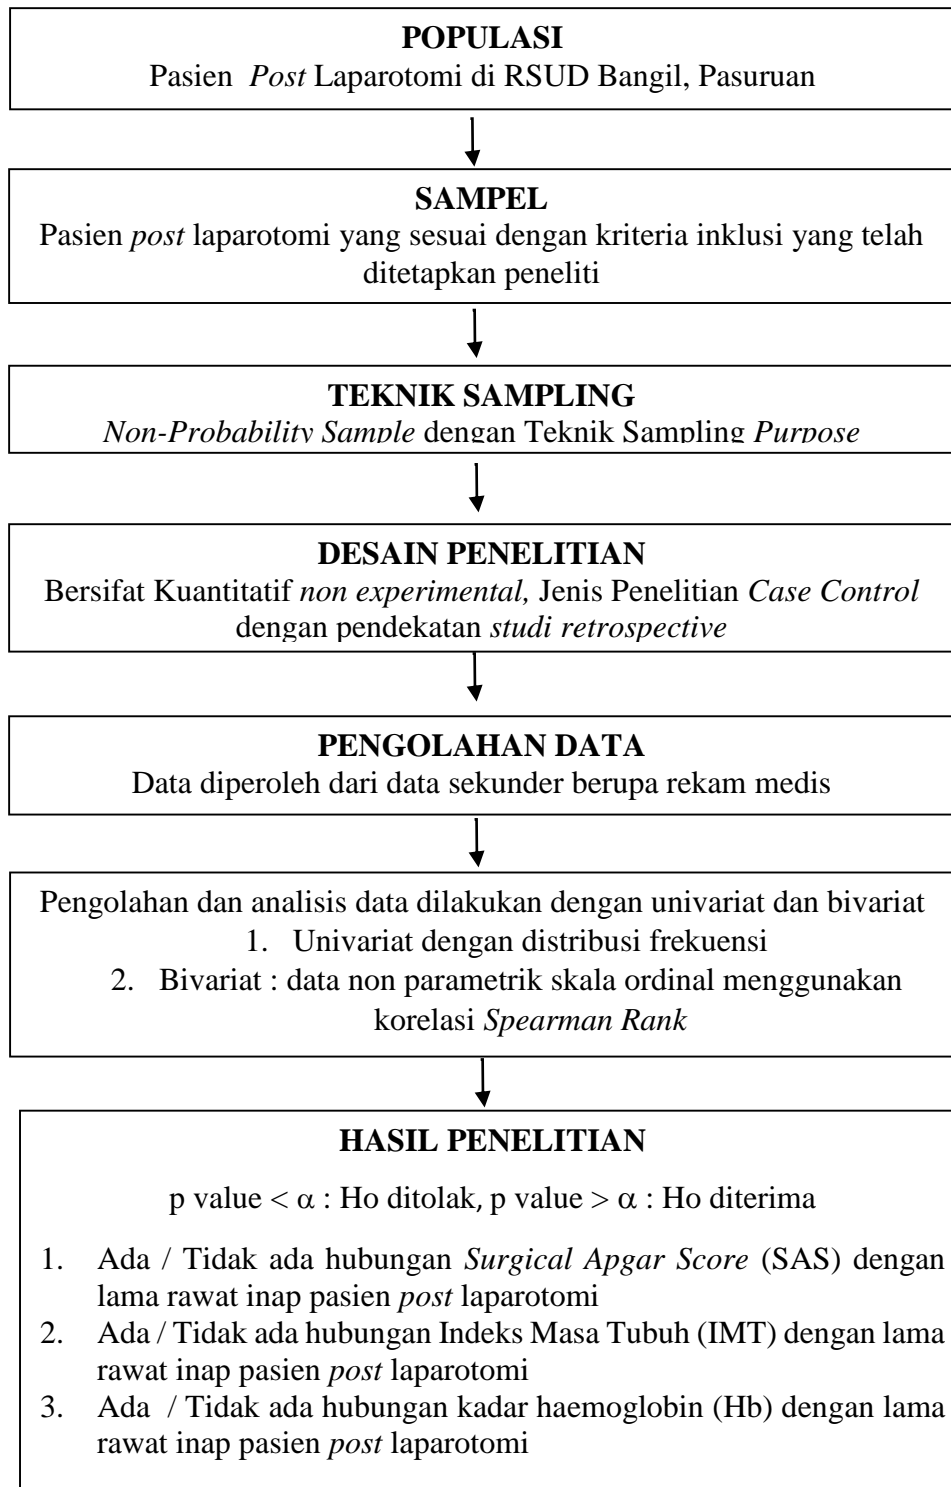 POPULASI
Pasien Post Laparotomi di RSUD Bangil, Pasuruan
SAMPEL
Pasien post laparotomi yang sesuai dengan kriteria inklusi yang telah
ditetapkan peneliti
TEKNIK SAMPLING
Non-Probability Sample dengan Teknik Sampling Purpose
DESAIN PENELITIAN
Bersifat Kuantitatif non experimental, Jenis Penelitian Case Control
dengan pendekatan studi retrospective
PENGOLAHAN DATA
Data diperoleh dari data sekunder berupa rekam medis
Pengolahan dan analisis data dilakukan dengan univariat dan bivariat
1. Univariat dengan distribusi frekuensi
2. Bivariat : data non parametrik skala ordinal menggunakan
korelasi Spearman Rank
HASIL PENELITIAN
p value < α : Ho ditolak, p value > α : Ho diterima
1. Ada / Tidak ada hubungan Surgical Apgar Score (SAS) dengan
lama rawat inap pasien post laparotomi
2. Ada / Tidak ada hubungan Indeks Masa Tubuh (IMT) dengan lama
rawat inap pasien post laparotomi
3. Ada / Tidak ada hubungan kadar haemoglobin (Hb) dengan lama
rawat inap pasien post laparotomi